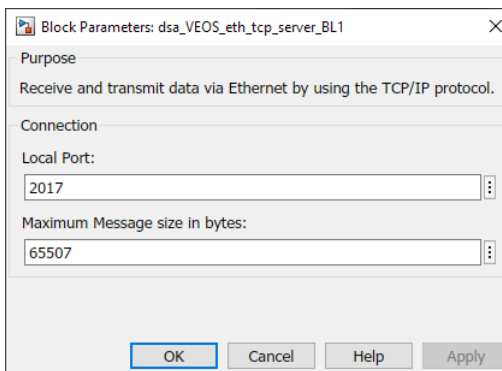 Block Parameters: dsa_VEOS_eth_tcp_server_BL1
Purpose
Receive and transmit data via Ethernet by using the TCP/IP protocol.
Connection
Local Port:
2017
Maximum Message size in bytes:
65507
OK Cancel Help Apply